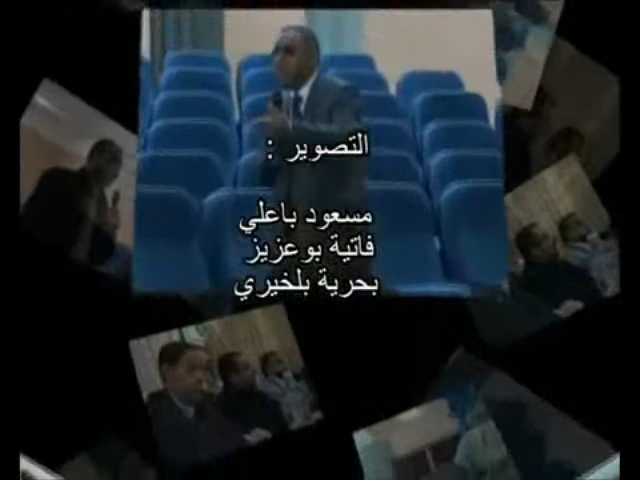 التصوير :
مسعود باعلي
فاتية بوعزيز
بحرية بلخيري